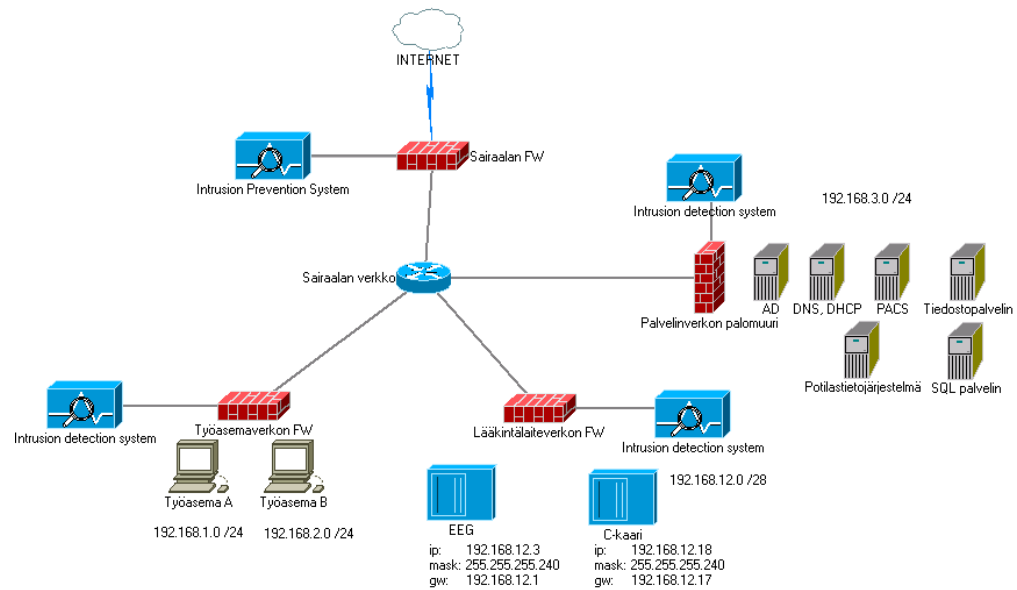 INTERNET
Sairaalan FW
Intrusion Prevention System
Intrusion detection system
192.168.3.0 /24
Sairaalan verkko
Palvelinverkon palomuuri
AD
DNS, DHCP
PACS
Tiedostopalvelin
Potilastietojärjestelmä
SQL palvelin
Intrusion detection system
Työasemaverkon FW
Työasema A
Työasema B
192.168.1.0 /24
192.168.2.0 /24
Lääkintälaiteverkon FW
Intrusion detection system
192.168.12.0 /28
EEG
ip: 192.168.12.3
mask: 255.255.255.240
gw: 192.168.12.1
C-kaari
ip: 192.168.12.18
mask: 255.255.255.240
gw: 192.168.12.17